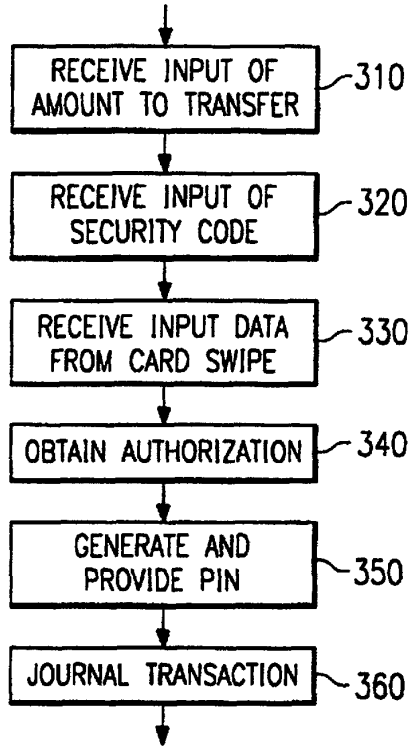 RECEIVE INPUT OF
AMOUNT TO TRANSFER
310
RECEIVE INPUT OF
SECURITY CODE
320
RECEIVE INPUT DATA
FROM CARD SWIPE
330
OBTAIN AUTHORIZATION
340
GENERATE AND
PROVIDE PIN
350
JOURNAL TRANSACTION
360